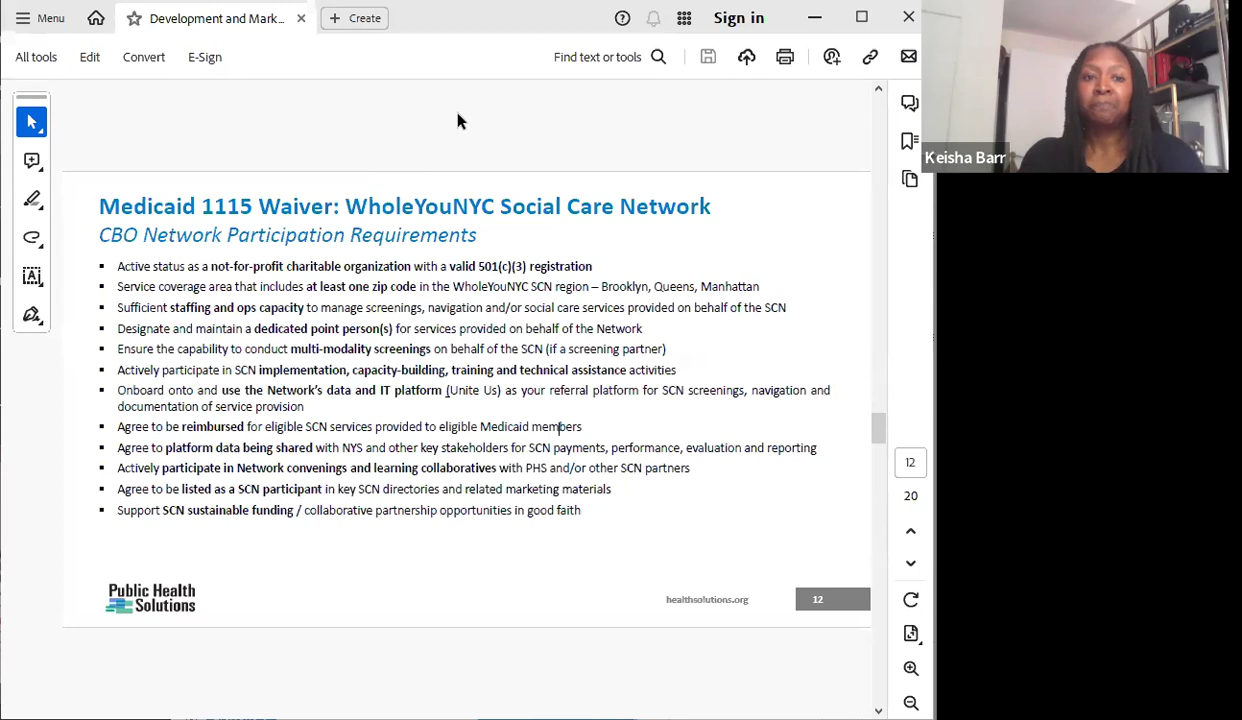 Menu
Development and Mark...
Create
Sign in
All tools
Edit
Convert
E-Sign
Find text or tools
Keisha Barr
Medicaid 1115 Waiver: WholeYouNYC Social Care Network
CBO Network Participation Requirements
▪ Active status as a not-for-profit charitable organization with a valid 501(c)(3) registration
▪ Service coverage area that includes at least one zip code in the WholeYouNYC SCN region – Brooklyn, Queens, Manhattan
▪ Sufficient staffing and ops capacity to manage screenings, navigation and/or social care services provided on behalf of the SCN
▪ Designate and maintain a dedicated point person(s) for services provided on behalf of the Network
▪ Ensure the capability to conduct multi-modality screenings on behalf of the SCN (if a screening partner)
▪ Actively participate in SCN implementation, capacity-building, training and technical assistance activities
▪ Onboard onto and use the Network's data and IT platform (Unite Us) as your referral platform for SCN screenings, navigation and
documentation of service provision
▪ Agree to be reimbursed for eligible SCN services provided to eligible Medicaid members
▪ Agree to platform data being shared with NYS and other key stakeholders for SCN payments, performance, evaluation and reporting
▪ Actively participate in Network convenings and learning collaboratives with PHS and/or other SCN partners
▪ Agree to be listed as a SCN participant in key SCN directories and related marketing materials
▪ Support SCN sustainable funding / collaborative partnership opportunities in good faith
12
20
Public Health
Solutions
healthsolutions.org
12